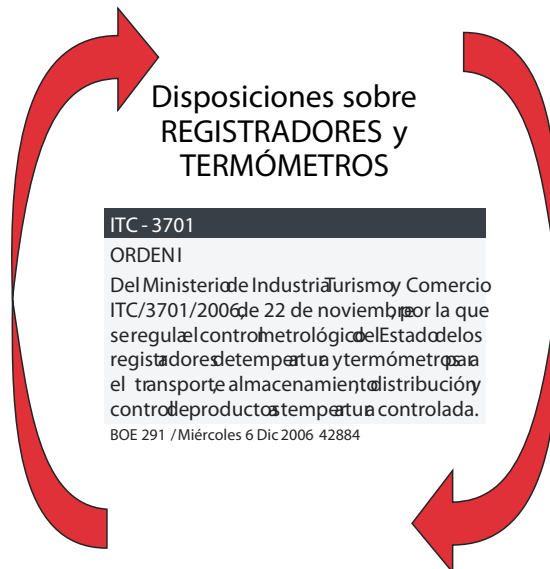 Disposiciones sobre
REGISTRADORES y
TERMÓMETROS
ITC - 3701
ORDEN I
Del Ministerio de Industria Turismo y Comercio
ITC/3701/2006, de 22 de noviembre, por la que
se regula el control metrológico del Estado de los
registradores de temperatura y termómetros para
el transporte, almacenamiento, distribución y
control de productos a temperatura controlada.
BOE 291 / Miércoles 6 Dic 2006 42884